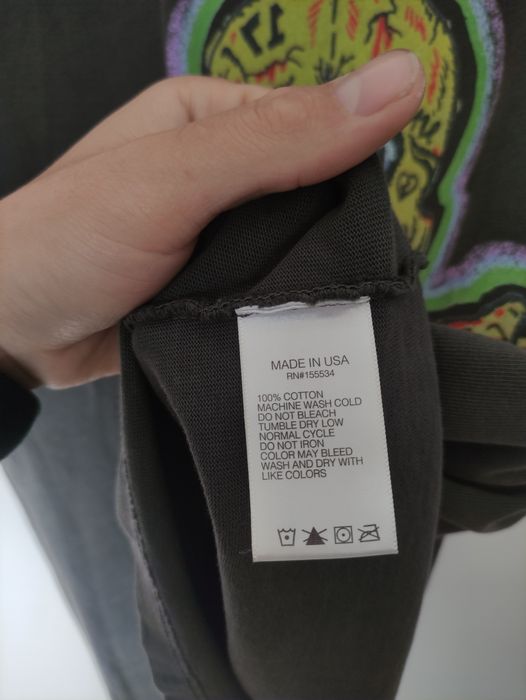 MADE IN USA
RN#155534
100% COTTON
MACHINE WASH COLD
DO NOT BLEACH
TUMBLE DRY LOW
NORMAL CYCLE
DO NOT IRON
COLOR MAY BLEED
WASH AND DRY WITH
LIKE COLORS